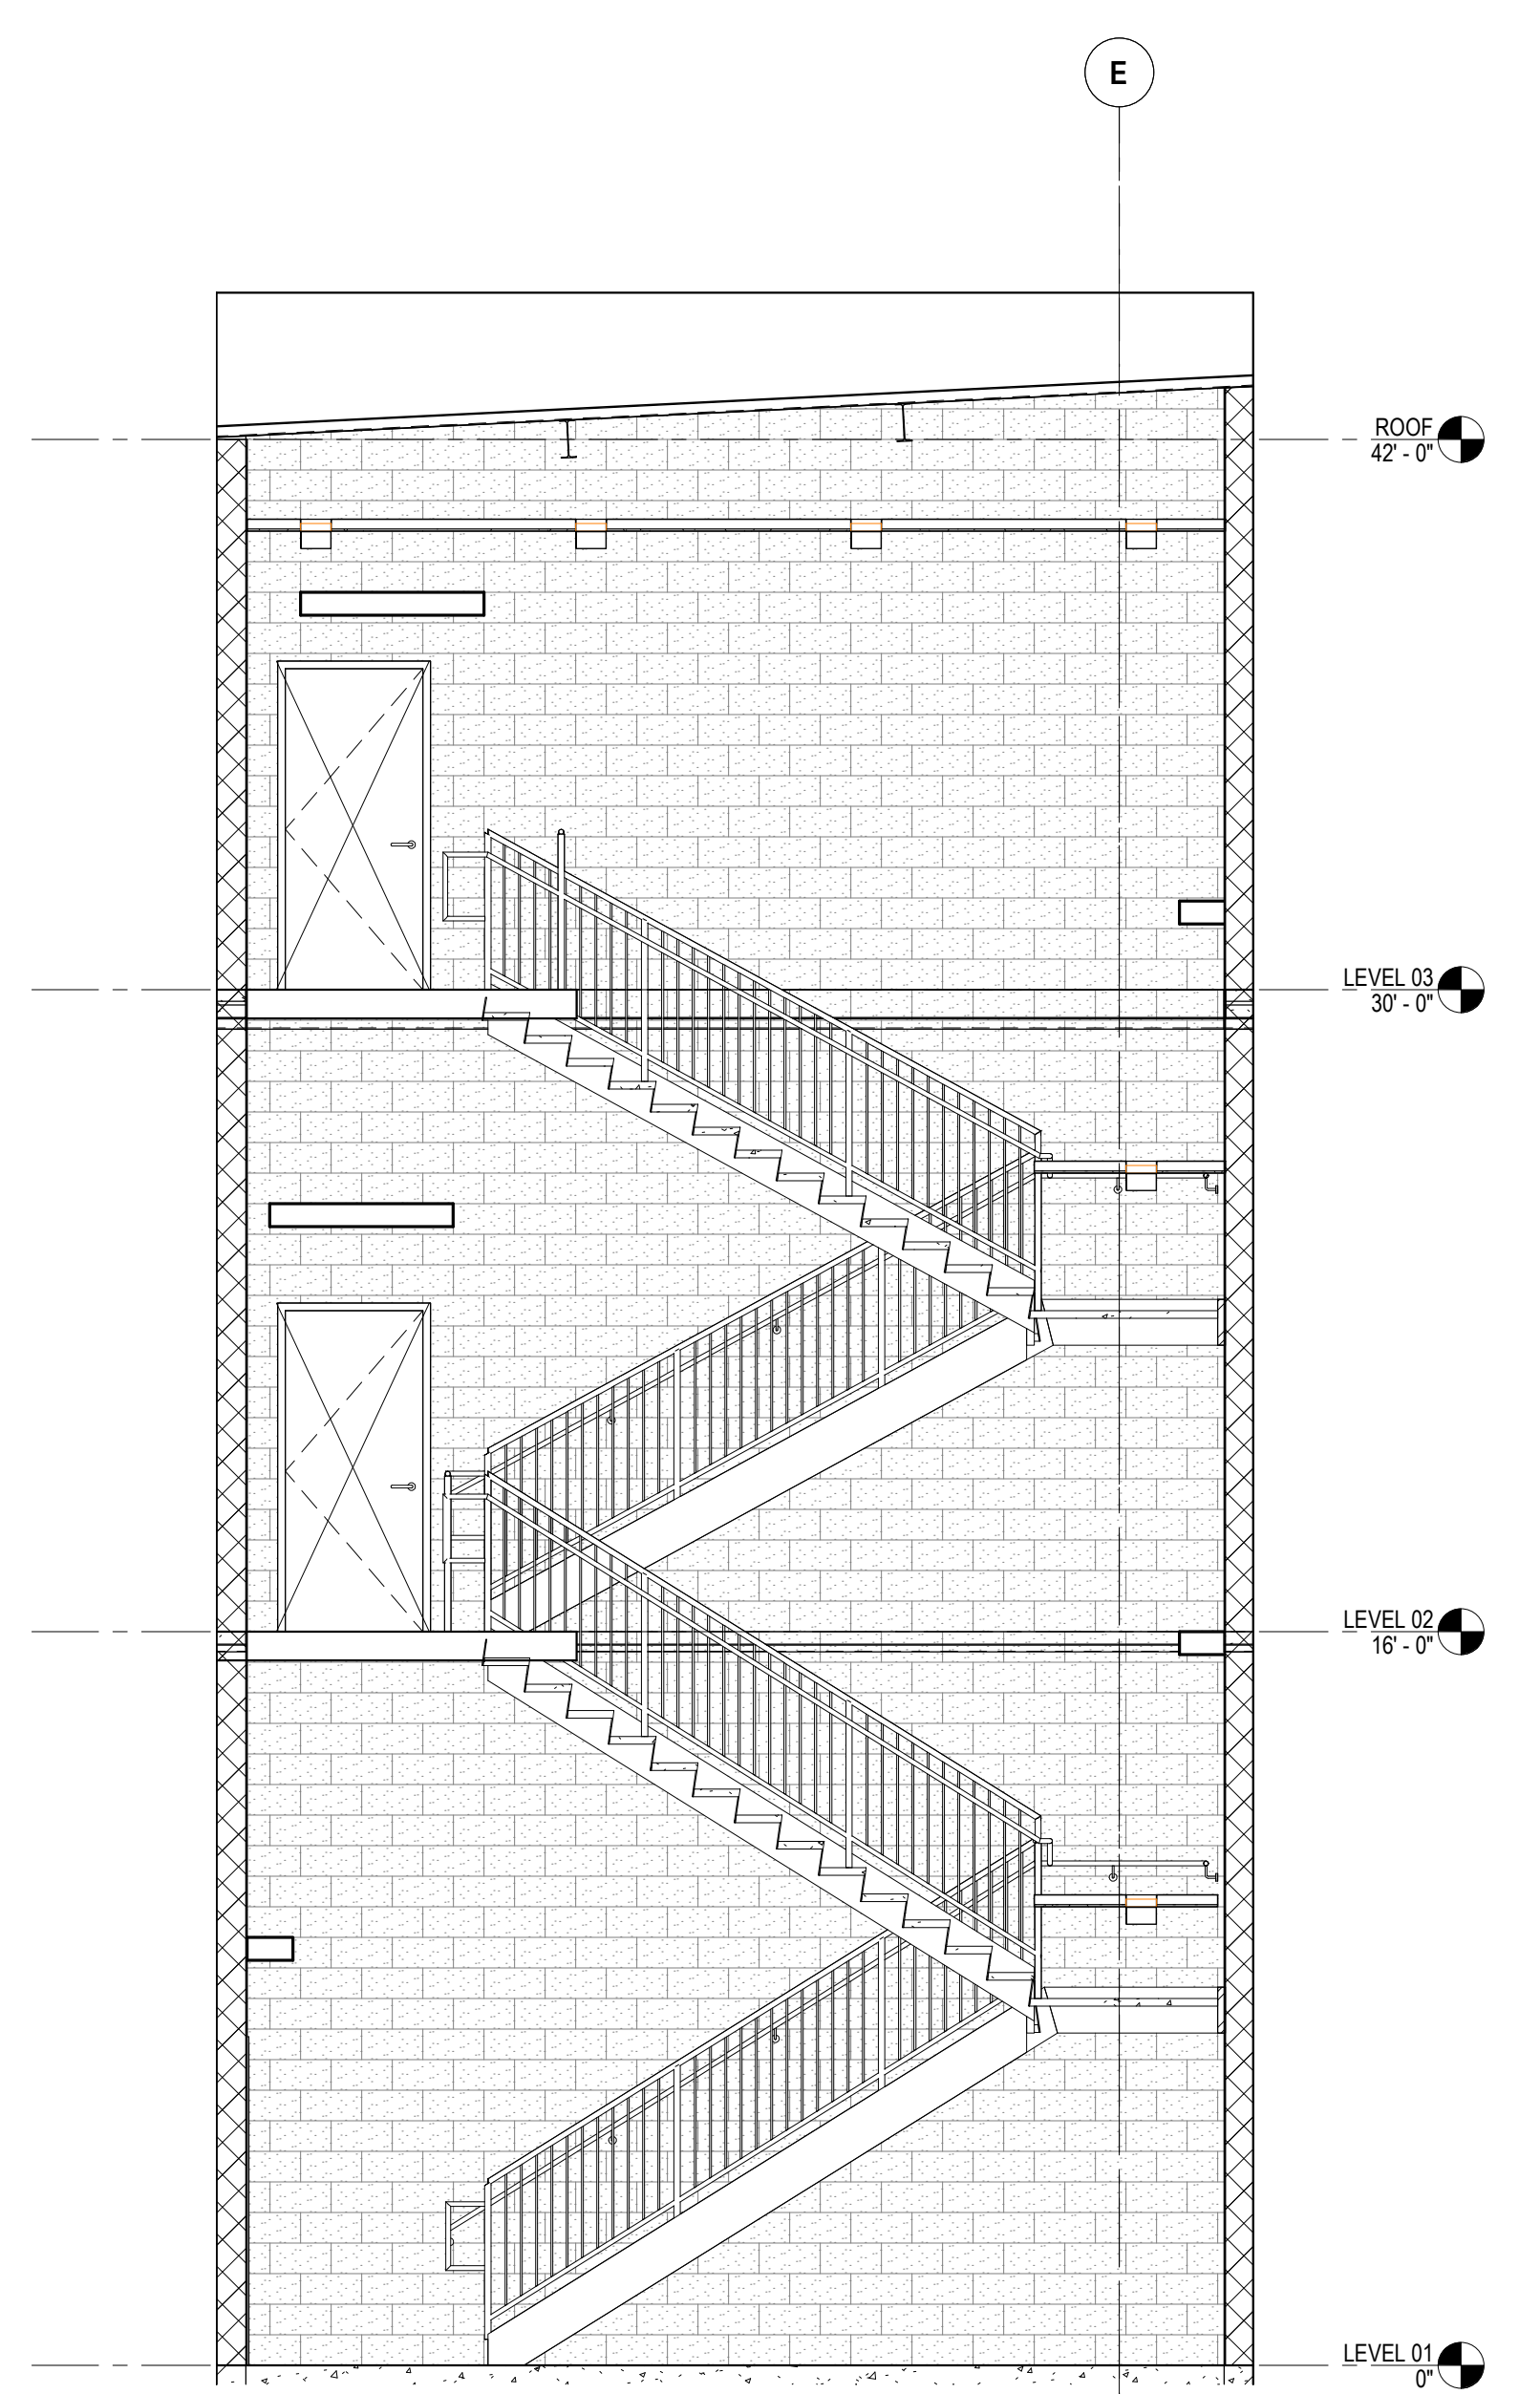 E
ROOF
42' - 0"
LEVEL 03
30' - 0"
LEVEL 02
16' - 0"
LEVEL 01
0"